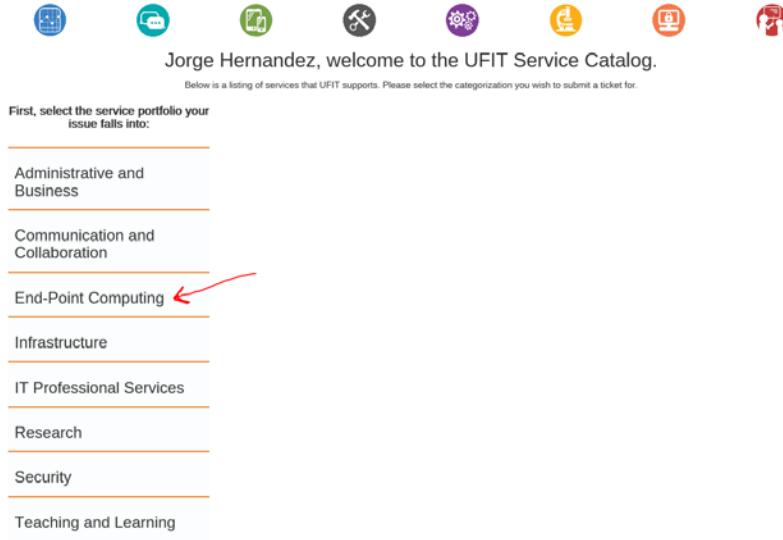 Jorge Hernandez, welcome to the UFIT Service Catalog.
Below is a listing of services that UFIT supports. Please select the categorization you wish to submit a ticket for.
First, select the service portfolio your
issue falls into:
Administrative and
Business
Communication and
Collaboration
End-Point Computing
Infrastructure
IT Professional Services
Research
Security
Teaching and Learning